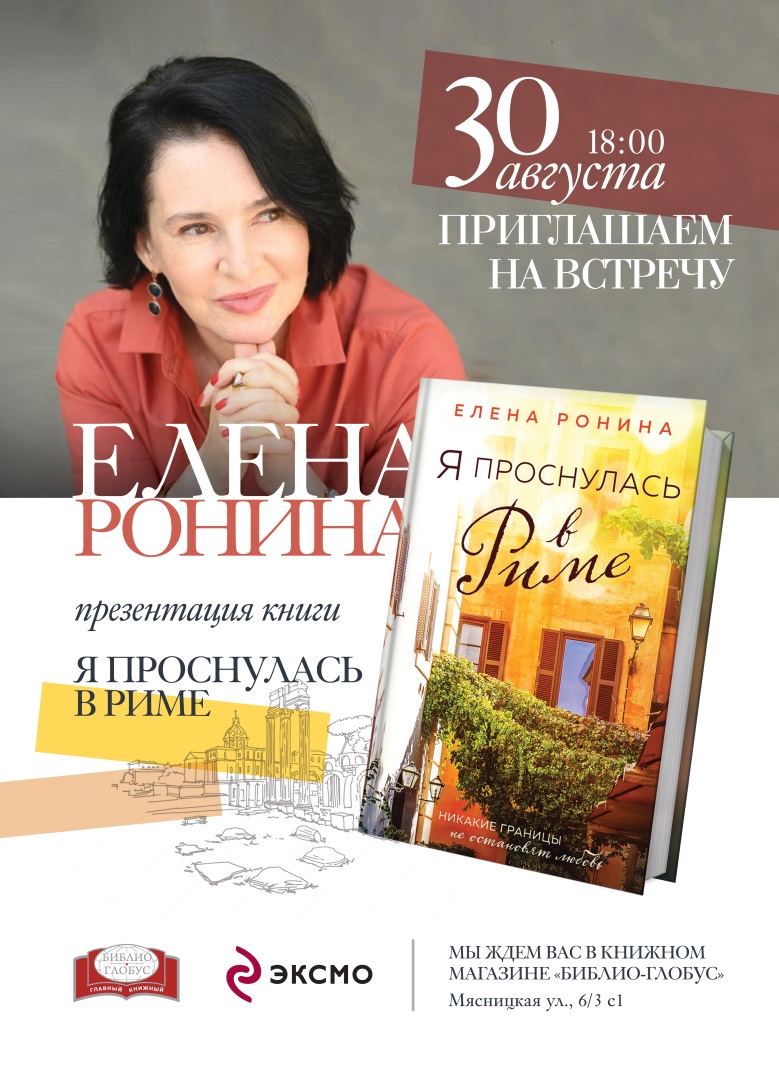 30
18:00
августа
ПРИГЛАШАЕМ
НА ВСТРЕЧУ
ЕЛЕНА
РОНИНА
презентация книги
Я ПРОСНУЛАСЬ
В РИМЕ
ЕЛЕНА РОНИНА
Я ПРОСНУЛАСЬ
в
Риме
НИКАКИЕ ГРАНИЦЫ
не остановят любовь
БИБЛИО
ГЛОБУС
ГЛАВНЫЙ КНИЖНЫЙ
ЭКСМО
МЫ ЖДЕМ ВАС В КНИЖНОМ
МАГАЗИНЕ «БИБЛИО-ГЛОБУС»
Мясницкая ул., 6/3 с1